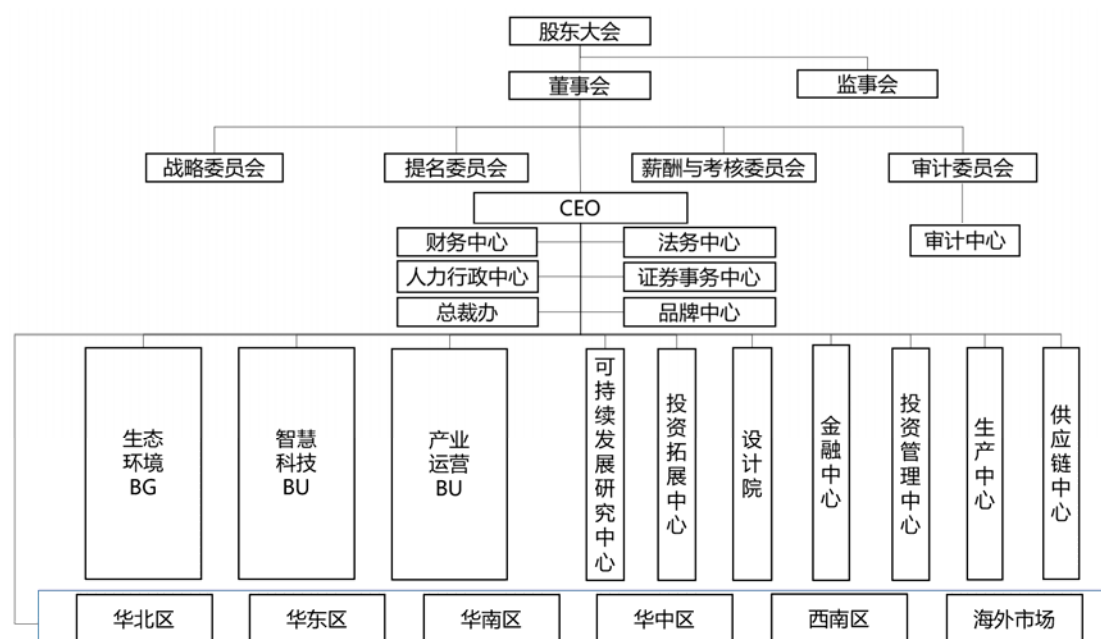 股东大会
董事会
监事会
战略委员会
提名委员会
薪酬与考核委员会
审计委员会
CEO
审计中心
财务中心
法务中心
人力行政中心
证券事务中心
总裁办
品牌中心
生态
环境
BG
智慧
科技
BU
产业
运营
BU
可持续发展研究中心
投资拓展中心
设计院
金融中心
投资管理中心
生产中心
供应链中心
华北区
华东区
华南区
华中区
西南区
海外市场